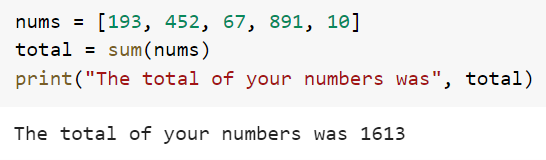 nums = [193, 452, 67, 891, 10]
total = sum(nums)
print("The total of your numbers was", total)
The total of your numbers was 1613